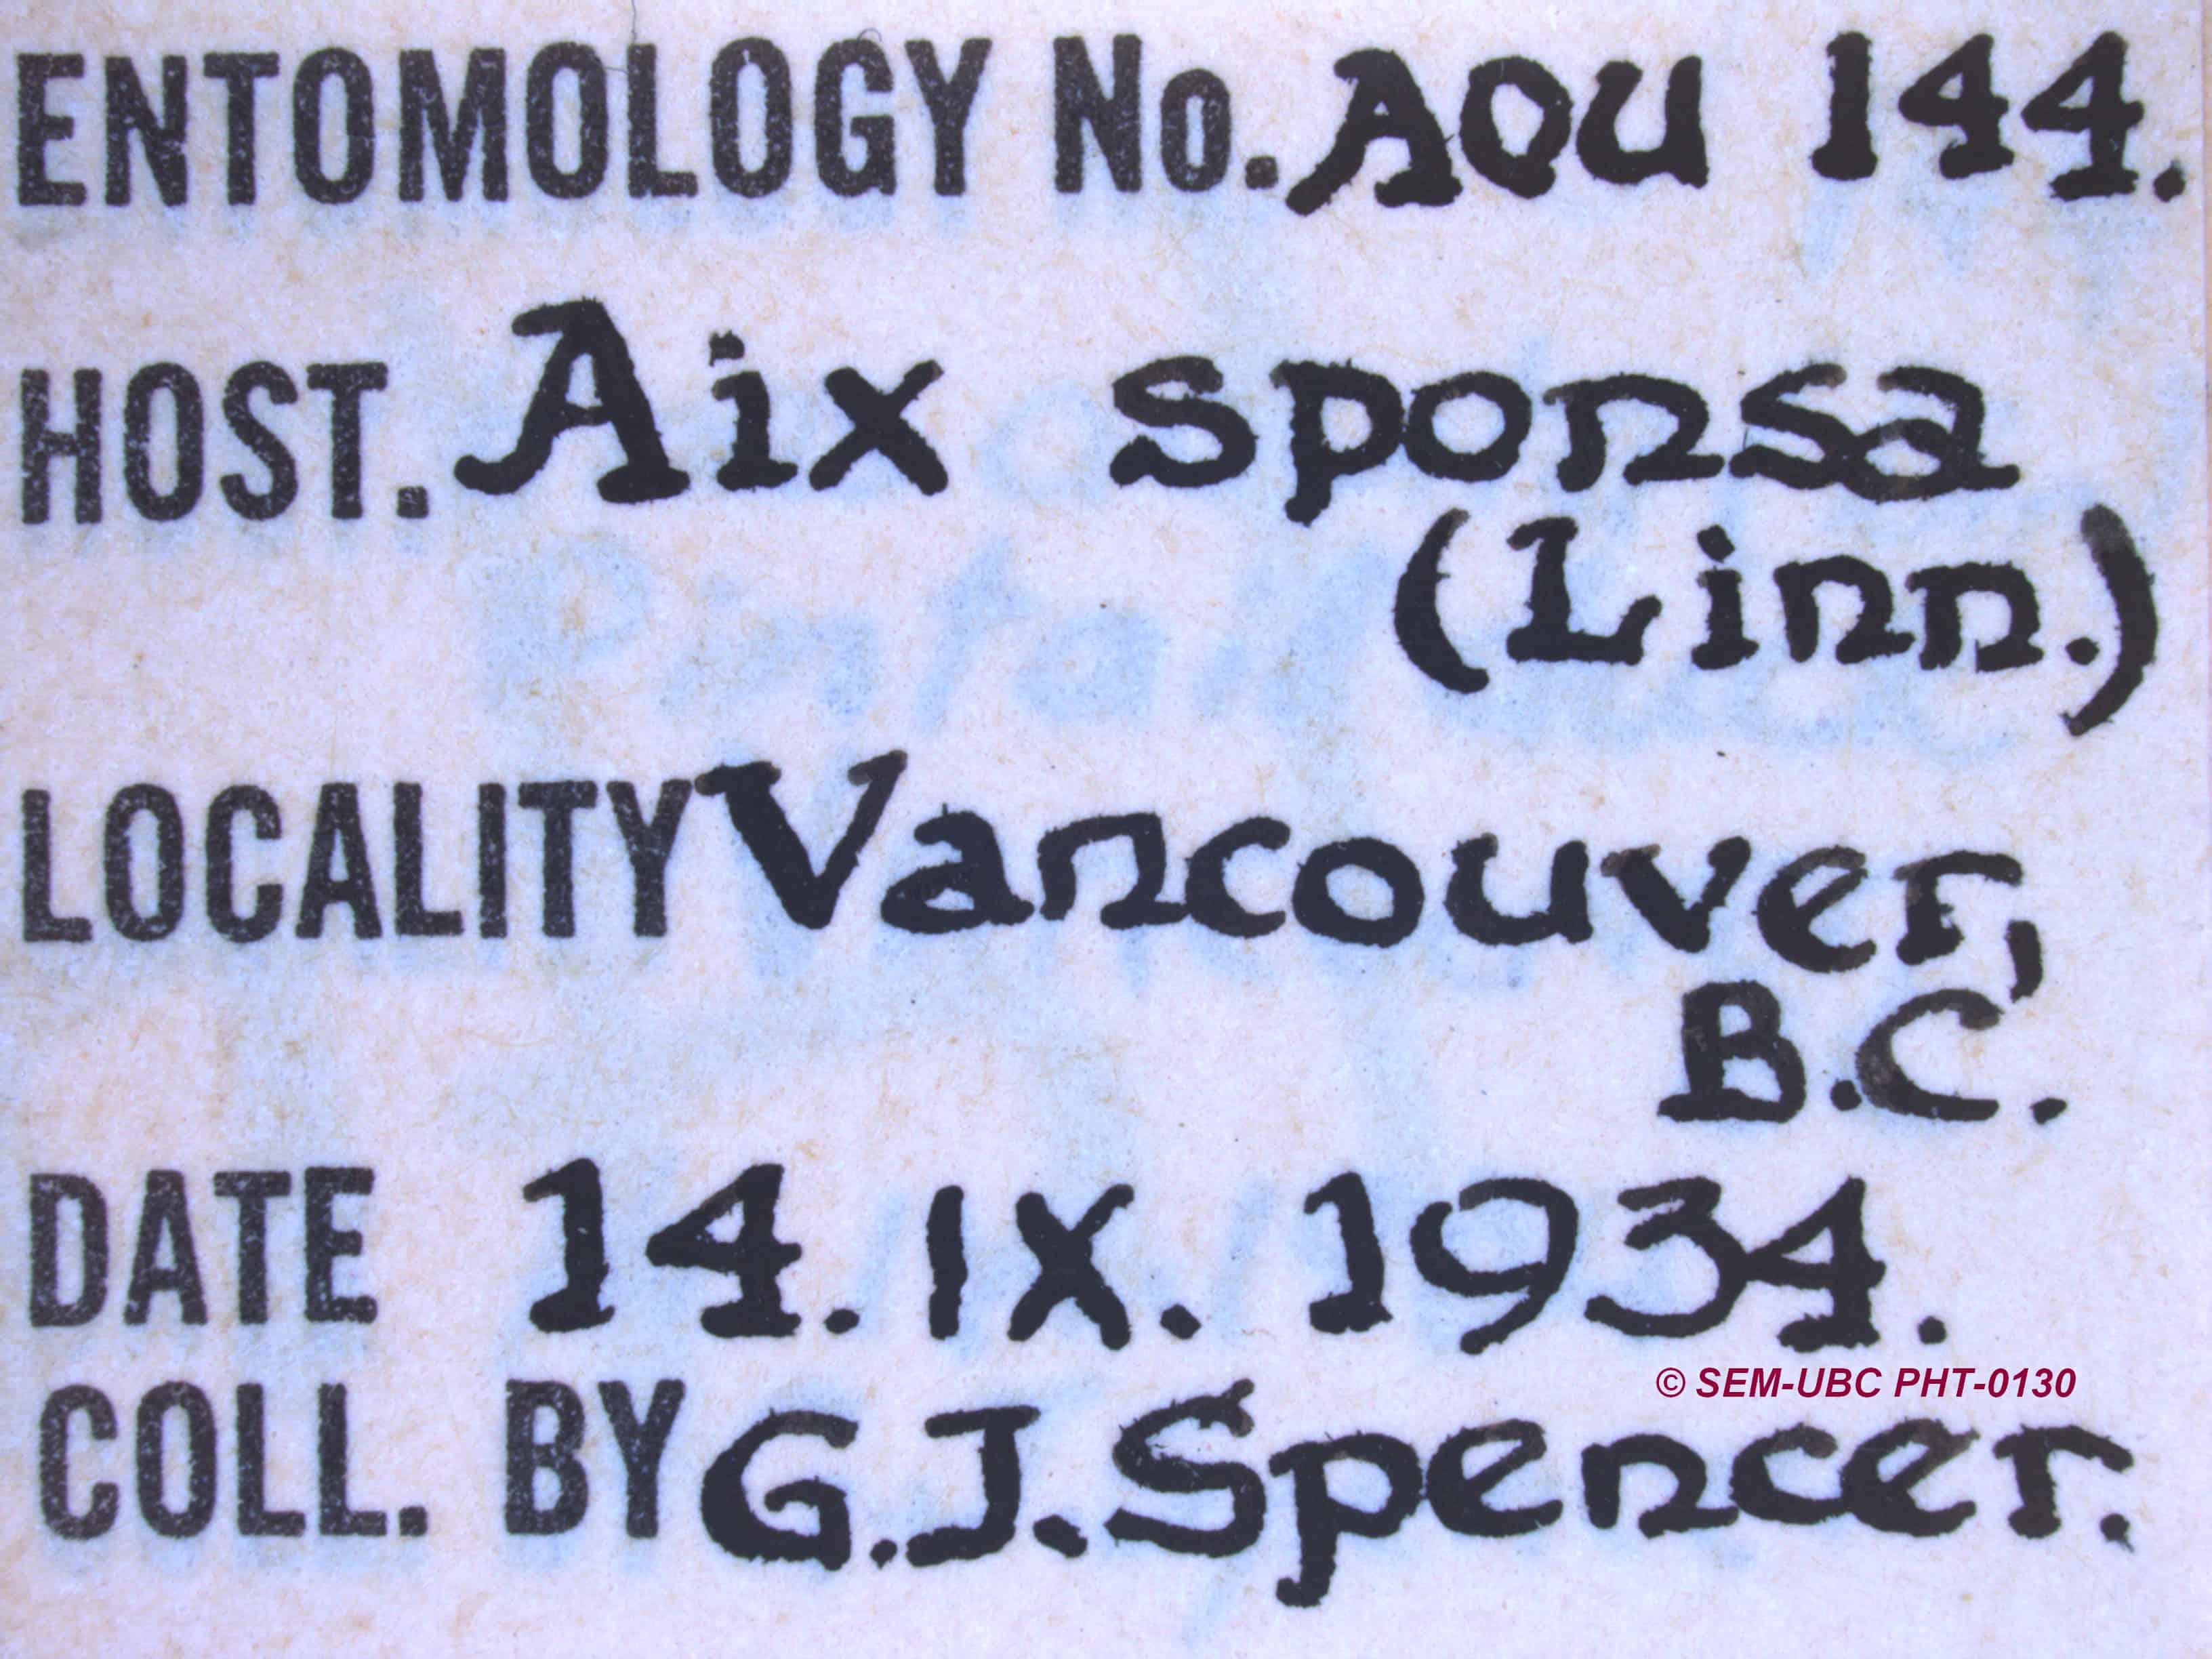 ENTOMOLOGY No. AOU 144.
HOST. Aix sponsa
(Linn.)
LOCALITY Vancouver,
B.C.
DATE 14. IX. 1934.
© SEM-UBC PHT-0130
COLL. BY G.J. Spencer.